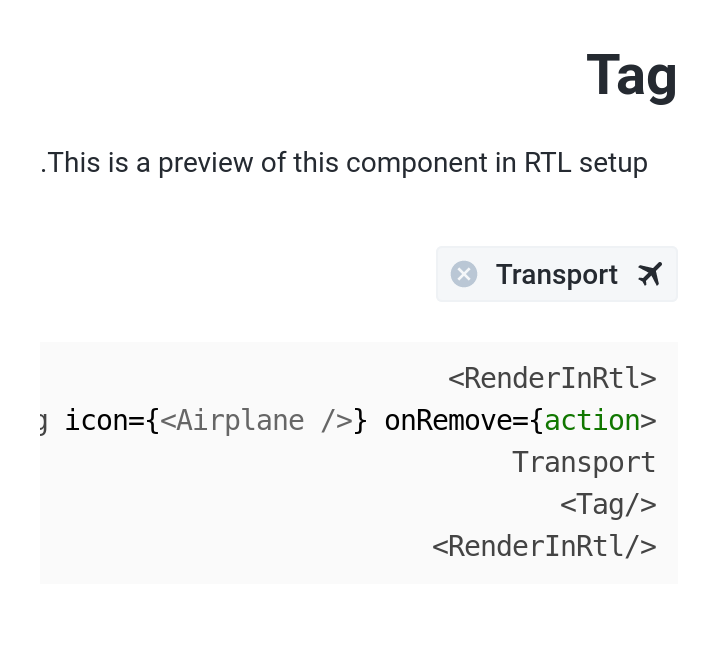 Tag
.This is a preview of this component in RTL setup
Transport
<RenderInRtl>
icon={<Airplane />} onRemove={action>
Transport
<Tag/>
<RenderInRtl/>